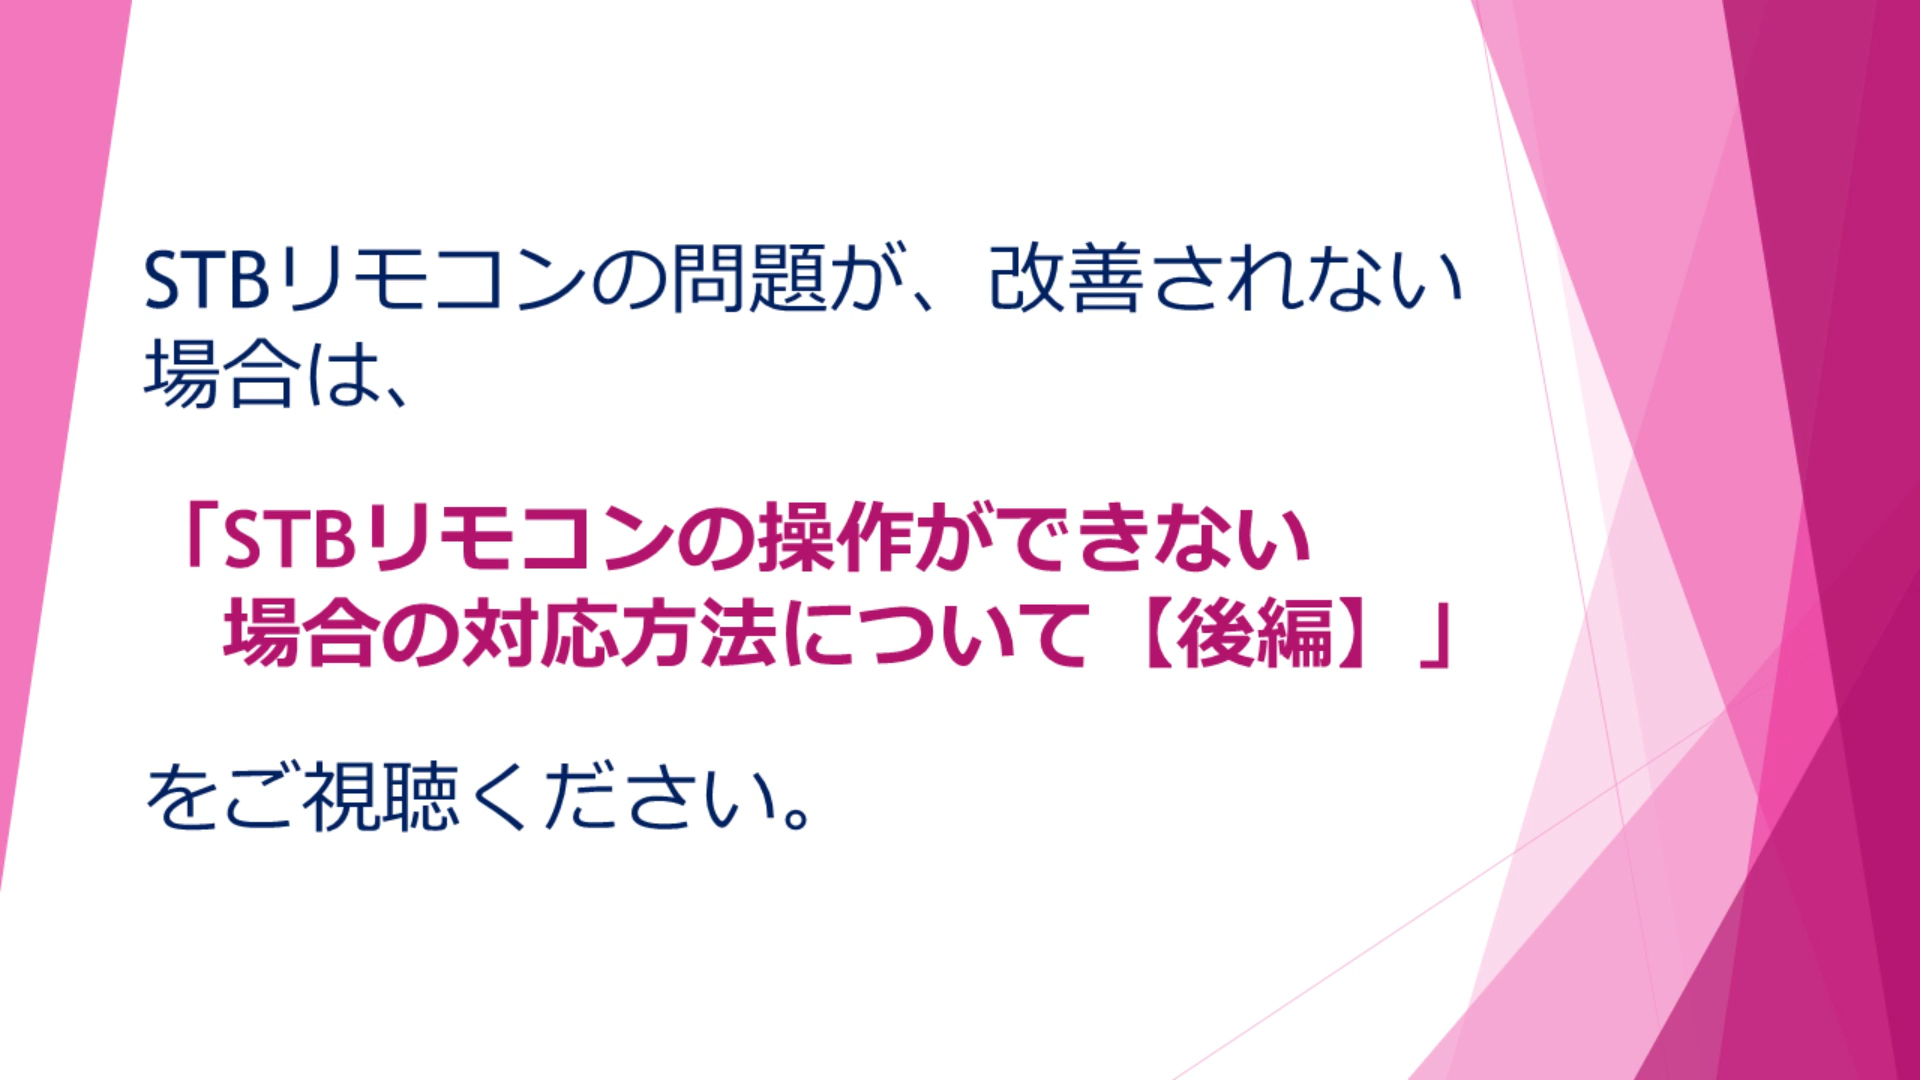 STBリモコンの問題が、改善されない
場合は、
「STBリモコンの操作ができない
場合の対応方法について【後編】」
をご視聴ください。